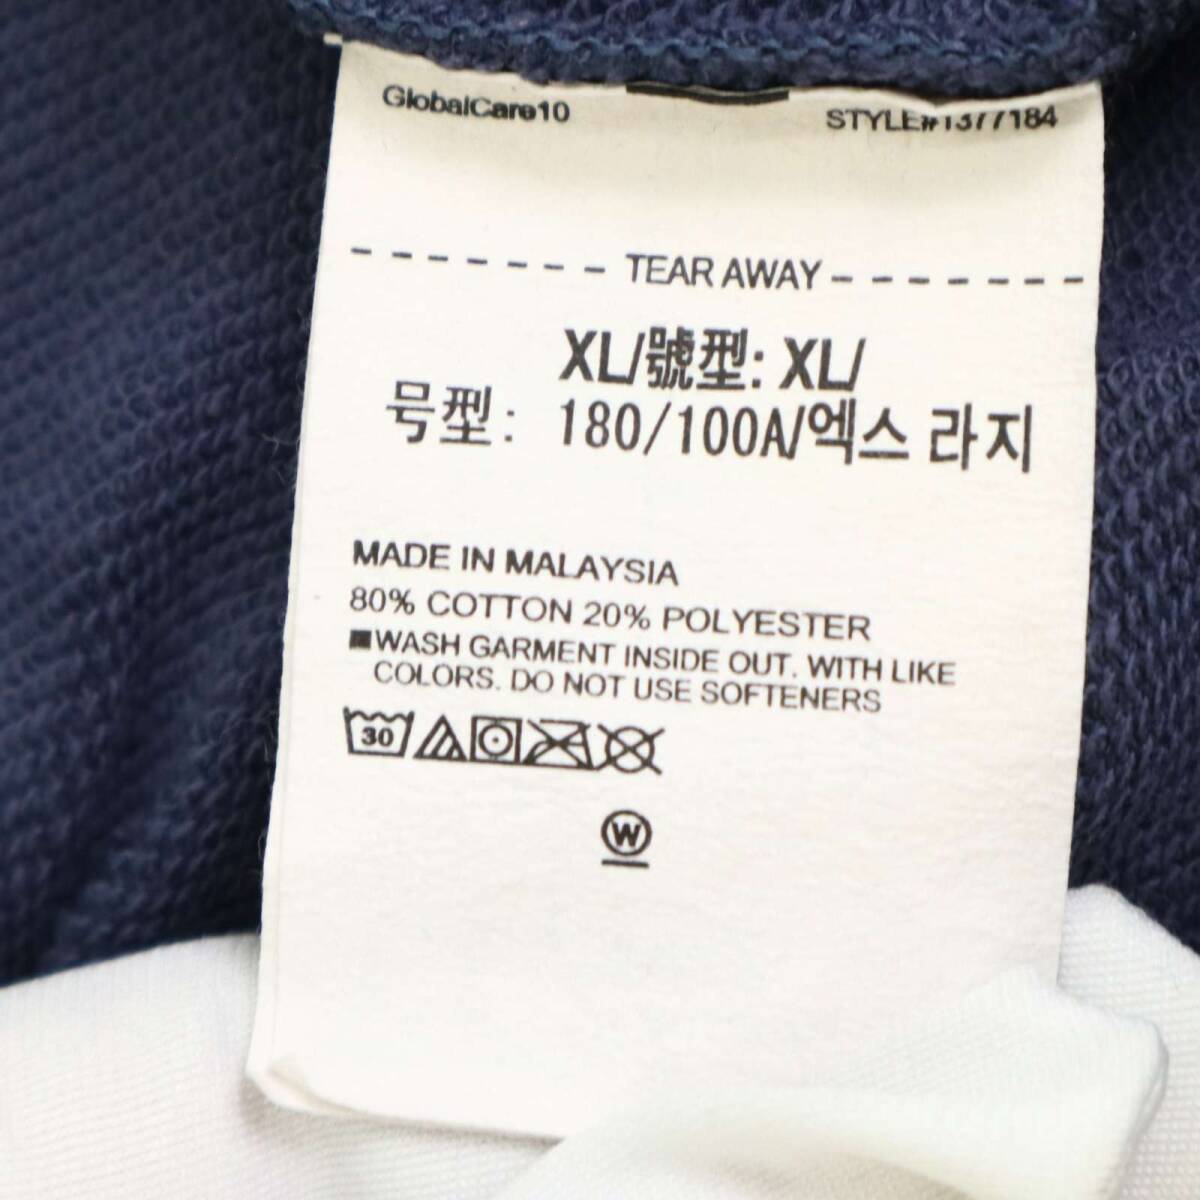 GlobalCare10
STYLE#1377184
TEAR AWAY
XL/號型: XL/
号型: 180/100A/엑스 라지
MADE IN MALAYSIA
80% COTTON 20% POLYESTER
■WASH GARMENT INSIDE OUT. WITH LIKE
COLORS. DO NOT USE SOFTENERS
30
W